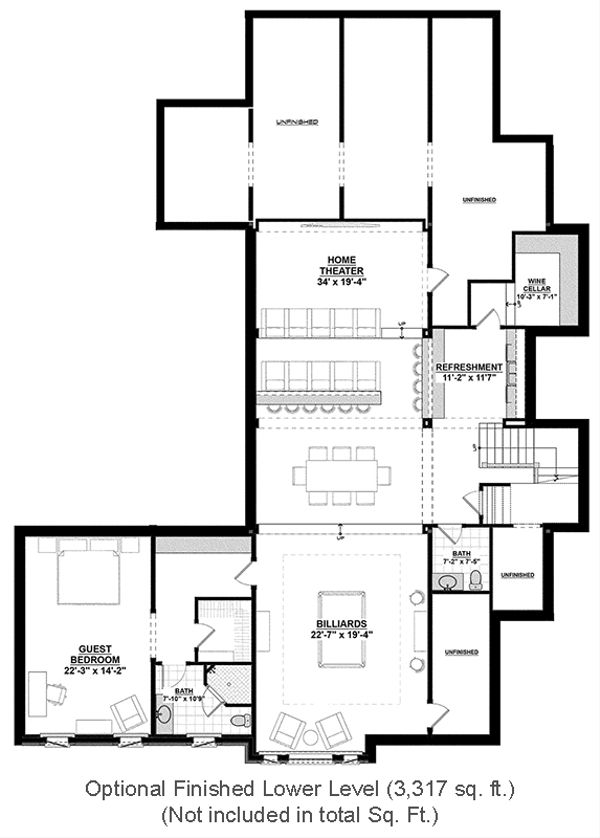 UNFINISHED
UNFINISHED
HOME
THEATER
34' x 19'-4"
WINE
CELLAR
10'-3" x 7'-1"
UP
REFRESHMENT
11'-2" x 11'7"
UP
UP
BATH
7'-2" x 7'-5"
UNFINISHED
BILLIARDS
22'-7" x 19'-4"
UNFINISHED
GUEST
BEDROOM
22'-3" x 14'-2"
BATH
7'-10" x 10'9"
Optional Finished Lower Level (3,317 sq. ft.)
(Not included in total Sq. Ft.)